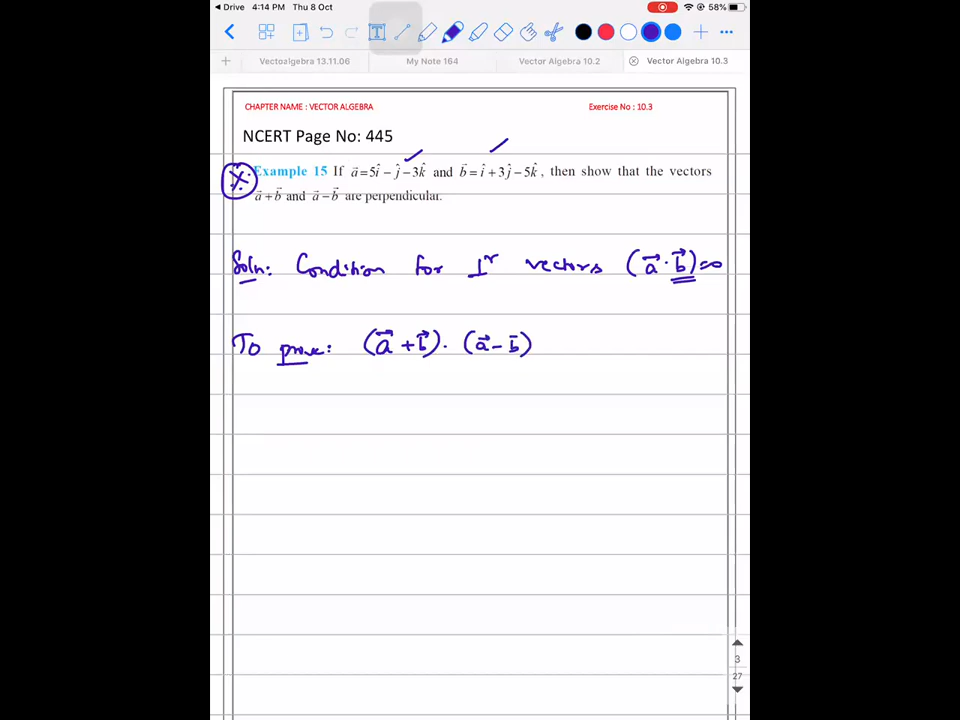 Drive 4:14 PM Thu 8 Oct 58%
Vectoalgebra 13.11.06 My Note 164 Vector Algebra 10.2 Vector Algebra 10.3
CHAPTER NAME : VECTOR ALGEBRA Exercise No : 10.3
NCERT Page No: 445
Example 15 If a⃗ = 5î − ĵ − 3k̂ and b⃗ = î + 3ĵ − 5k̂, then show that the vectors
a⃗ + b⃗ and a⃗ − b⃗ are perpendicular.
Soln: Condition for ⊥r vectors (a⃗ · b⃗) = 0
To prove: (a⃗ + b⃗) · (a⃗ − b̄)
3
27